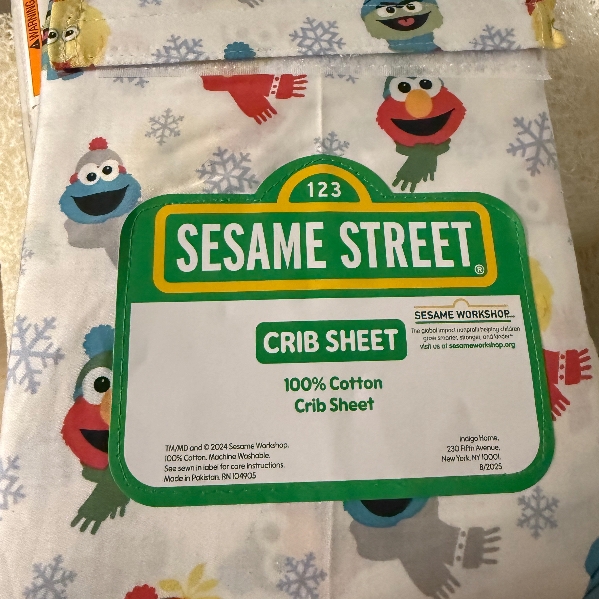 WARNING
123
SESAME STREET®
SESAME WORKSHOP
The global impact nonprofit helping children
grow smarter, stronger, and kinder™
Visit us at sesameworkshop.org
CRIB SHEET
100% Cotton
Crib Sheet
TM/MD and © 2024 Sesame Workshop.
100% Cotton. Machine Washable.
See sewn in label for care instructions.
Made in Pakistan. RN 104905
Indigo Home,
230 Fifth Avenue,
New York, NY 10001.
8/2025